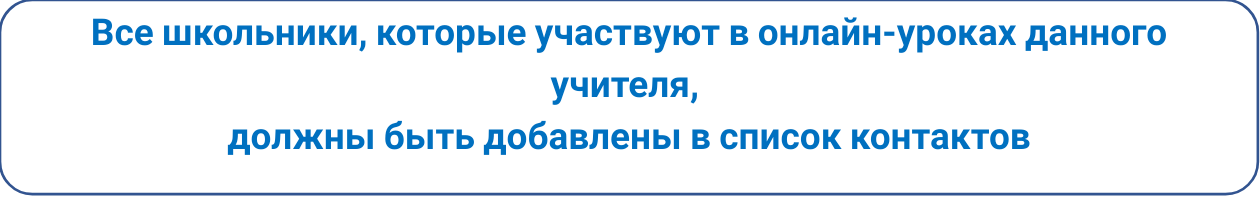 Все школьники, которые участвуют в онлайн-уроках данного
учителя,
должны быть добавлены в список контактов